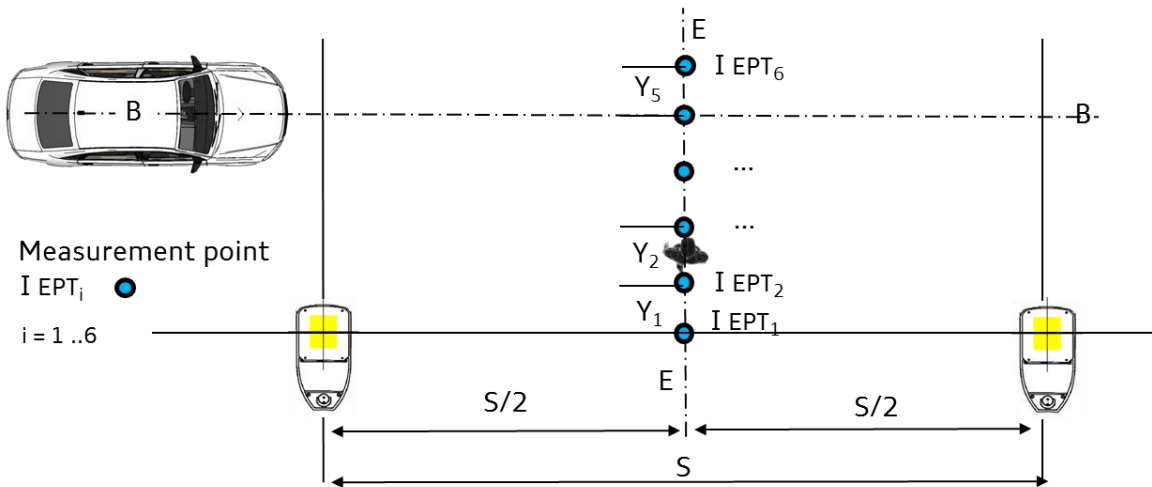 E
I EPT₆
Y₅
B
B
...
...
Measurement point
I EPTᵢ
i = 1 ..6
Y₂
I EPT₂
Y₁
I EPT₁
E
S/2
S/2
S